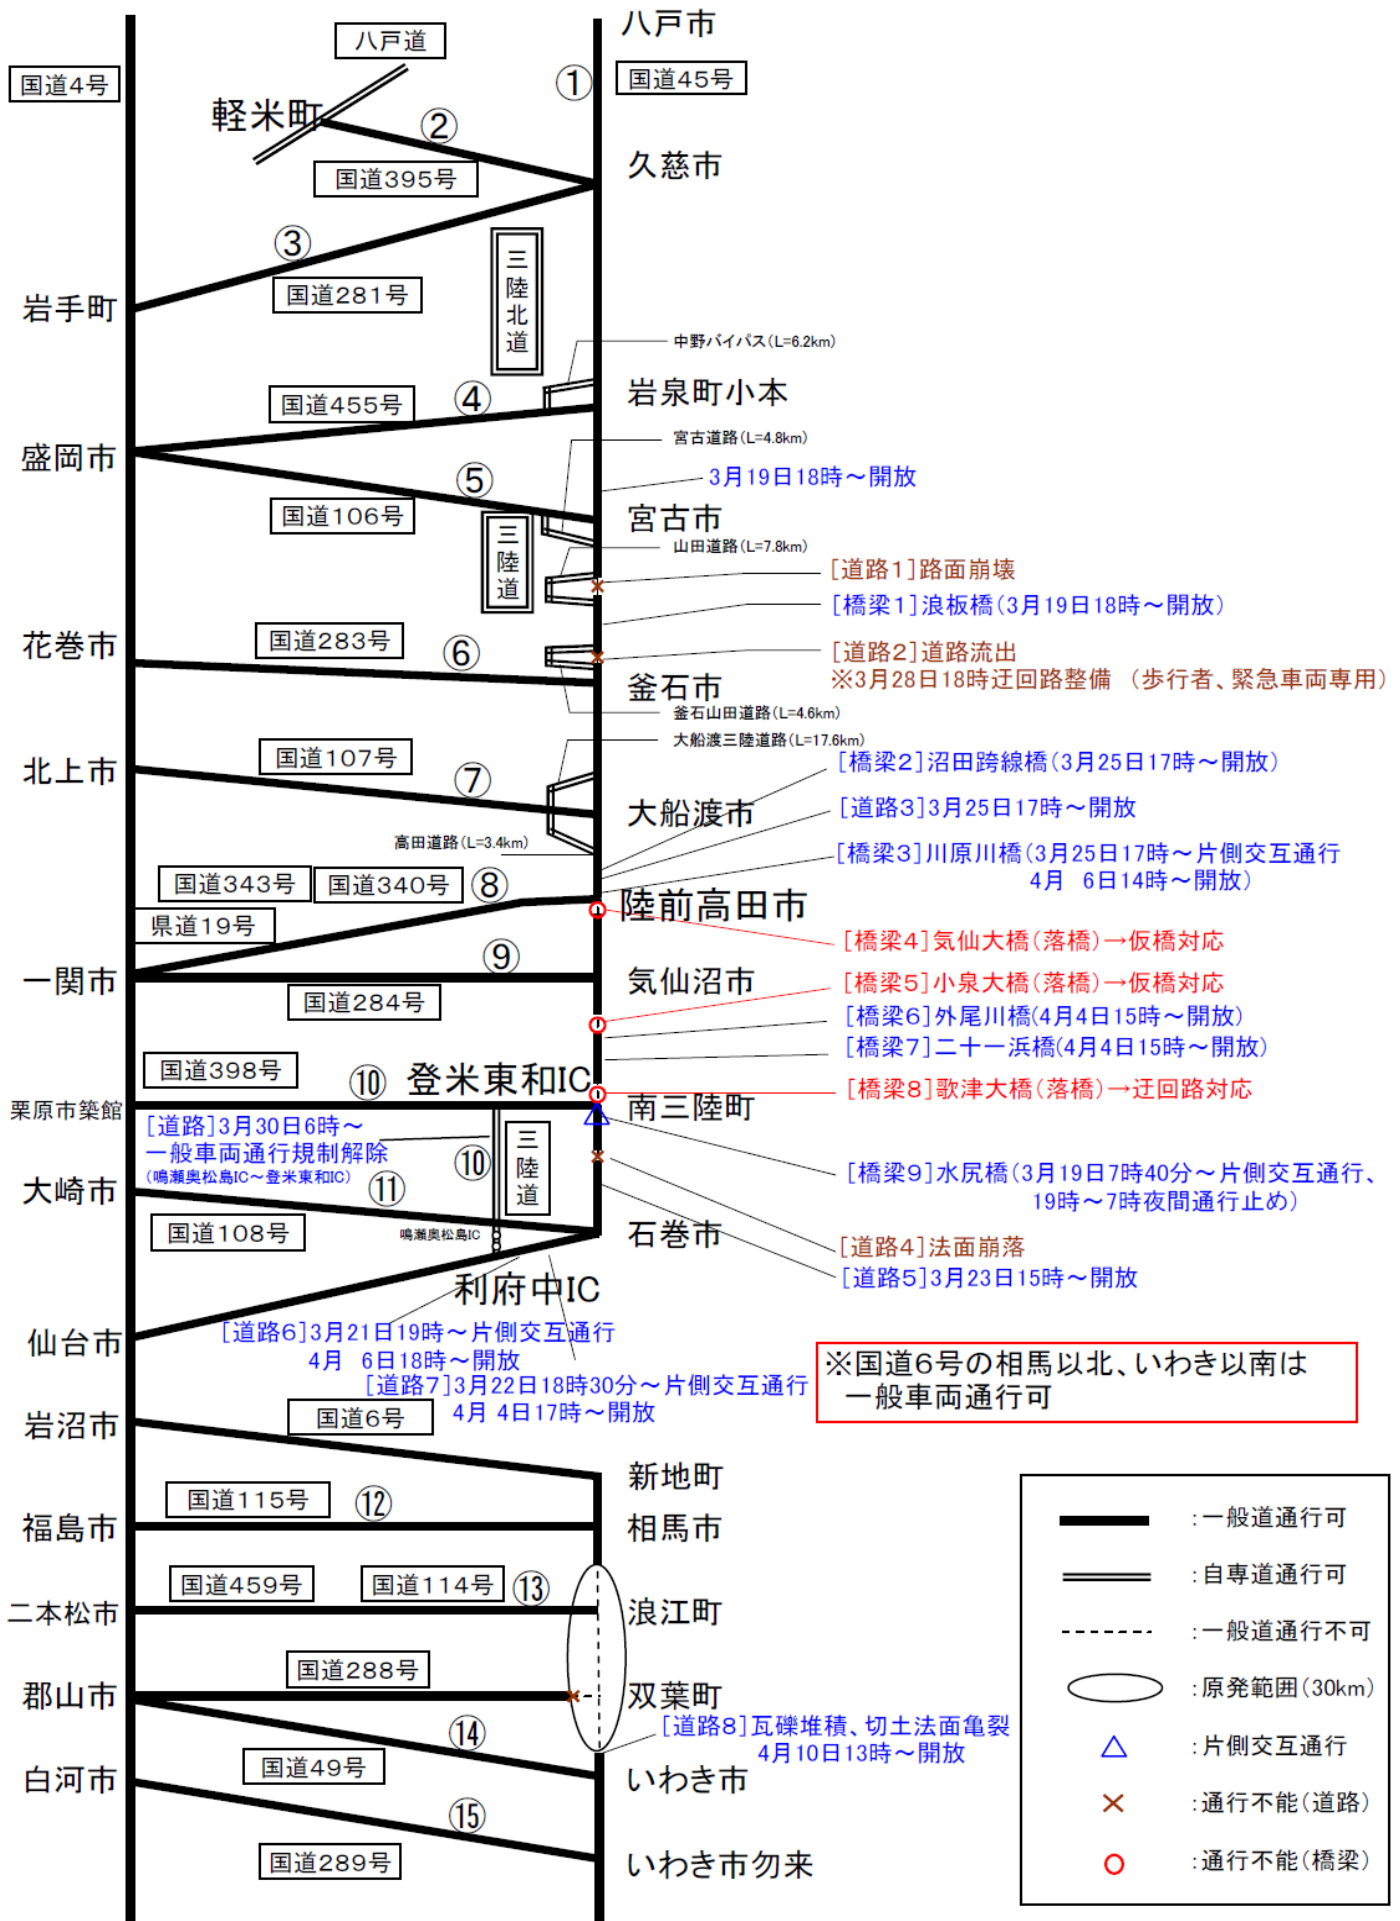 八戸市
八戸道
国道4号
①
国道45号
軽米町
②
久慈市
国道395号
③
三陸北道
国道281号
岩手町
中野バイパス(L=6.2km)
岩泉町小本
国道455号
④
宮古道路(L=4.8km)
盛岡市
3月19日18時～開放
⑤
国道106号
宮古市
三陸道
山田道路(L=7.8km)
[道路1]路面崩壊
[橋梁1]浪板橋(3月19日18時～開放)
花巻市
国道283号
⑥
[道路2]道路流出
※3月28日18時迂回路整備 (歩行者、緊急車両専用)
釜石市
釜石山田道路(L=4.6km)
大船渡三陸道路(L=17.6km)
国道107号
北上市
⑦
[橋梁2]沼田跨線橋(3月25日17時～開放)
大船渡市
[道路3]3月25日17時～開放
高田道路(L=3.4km)
[橋梁3]川原川橋(3月25日17時～片側交互通行
4月 6日14時～開放)
国道343号
国道340号
⑧
陸前高田市
県道19号
[橋梁4]気仙大橋(落橋)→仮橋対応
⑨
一関市
気仙沼市
[橋梁5]小泉大橋(落橋)→仮橋対応
国道284号
[橋梁6]外尾川橋(4月4日15時～開放)
[橋梁7]二十一浜橋(4月4日15時～開放)
国道398号
⑩
登米東和IC
[橋梁8]歌津大橋(落橋)→迂回路対応
栗原市築館
南三陸町
[道路]3月30日6時～
一般車両通行規制解除
(鳴瀬奥松島IC～登米東和IC)
⑩
三陸道
[橋梁9]水尻橋(3月19日7時40分～片側交互通行、
19時～7時夜間通行止め)
大崎市
⑪
国道108号
鳴瀬奥松島IC
石巻市
[道路4]法面崩落
[道路5]3月23日15時～開放
利府中IC
仙台市
[道路6]3月21日19時～片側交互通行
4月 6日18時～開放
[道路7]3月22日18時30分～片側交互通行
4月 4日17時～開放
※国道6号の相馬以北、いわき以南は
一般車両通行可
国道6号
岩沼市
新地町
国道115号
⑫
福島市
相馬市
国道459号
国道114号
⑬
二本松市
浪江町
国道288号
郡山市
双葉町
[道路8]瓦礫堆積、切土法面亀裂
4月10日13時～開放
⑭
国道49号
白河市
いわき市
⑮
国道289号
いわき市勿来
:一般道通行可
:自専道通行可
:一般道通行不可
:原発範囲(30km)
:片側交互通行
:通行不能(道路)
:通行不能(橋梁)